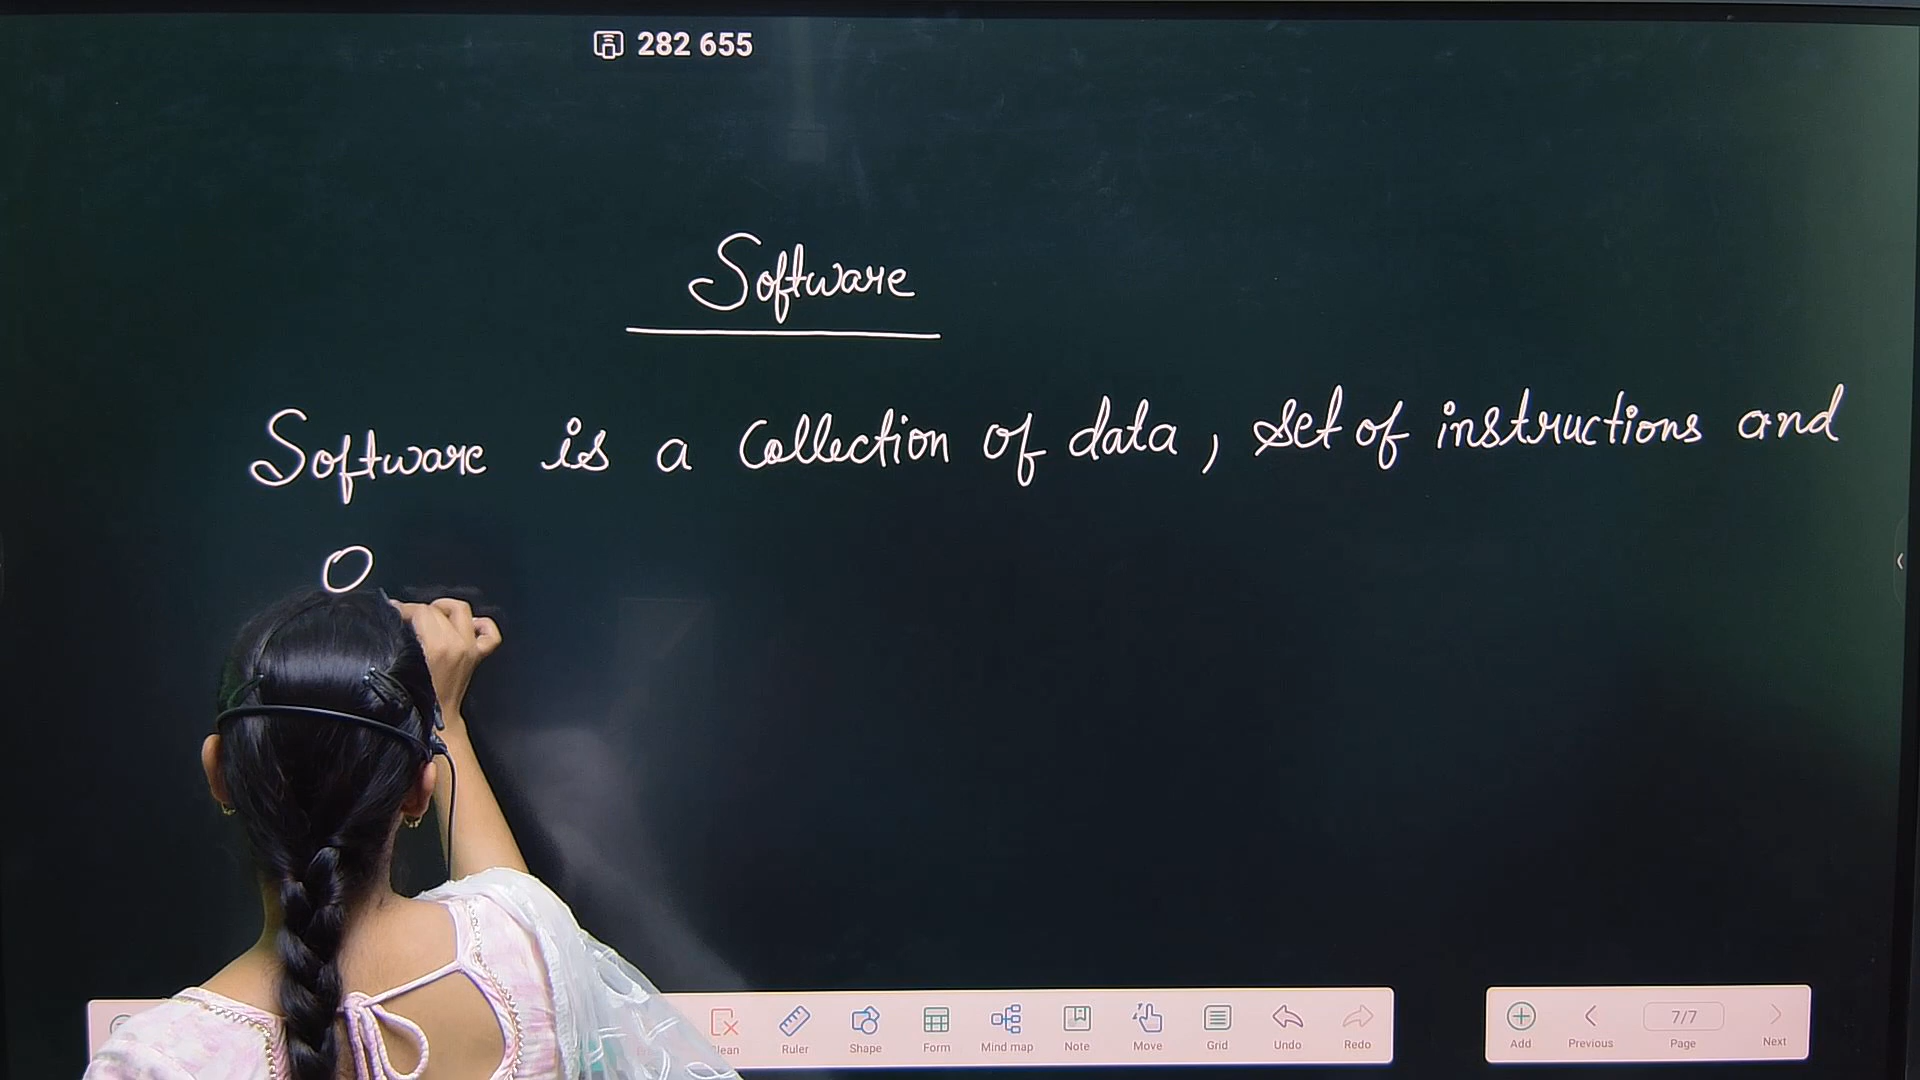 282 655
Software
Software is a collection of data, set of instructions and
O
Clean Ruler Shape Form Mind map Note Move Grid Undo Redo
Add Previous 7/7 Page Next